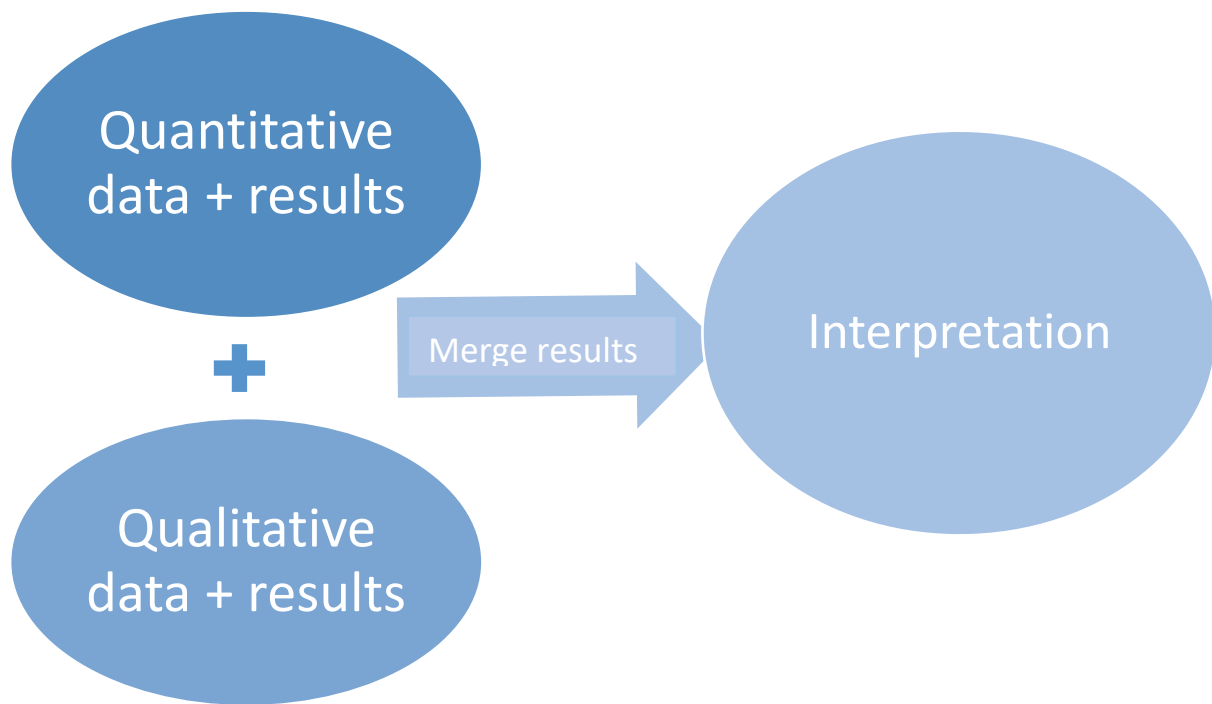 Quantitative
data + results
Merge results
Interpretation
Qualitative
data + results